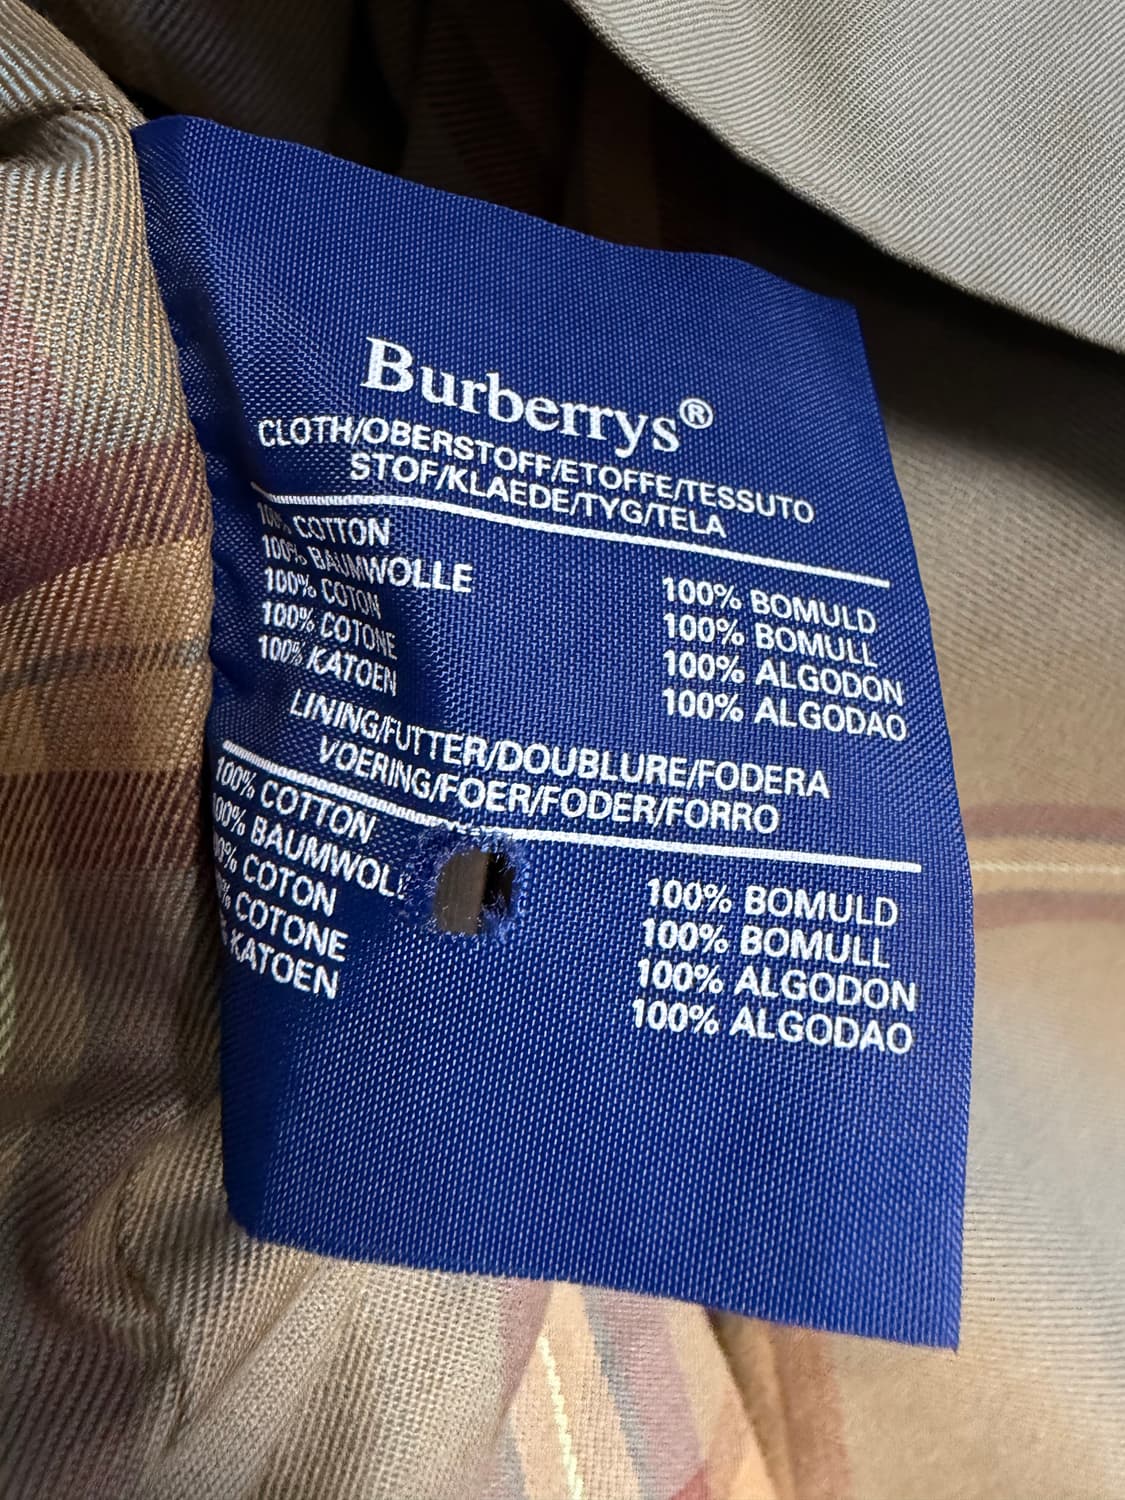 Burberrys®
CLOTH/OBERSTOFF/ETOFFE/TESSUTO
STOF/KLAEDE/TYG/TELA
100% COTTON
100% BAUMWOLLE
100% COTON
100% COTONE
100% KATOEN
100% BOMULD
100% BOMULL
100% ALGODON
100% ALGODAO
LINING/FUTTER/DOUBLURE/FODERA
VOERING/FOER/FODER/FORRO
100% COTTON
100% BAUMWOLL
% COTON
% COTONE
KATOEN
100% BOMULD
100% BOMULL
100% ALGODON
100% ALGODAO